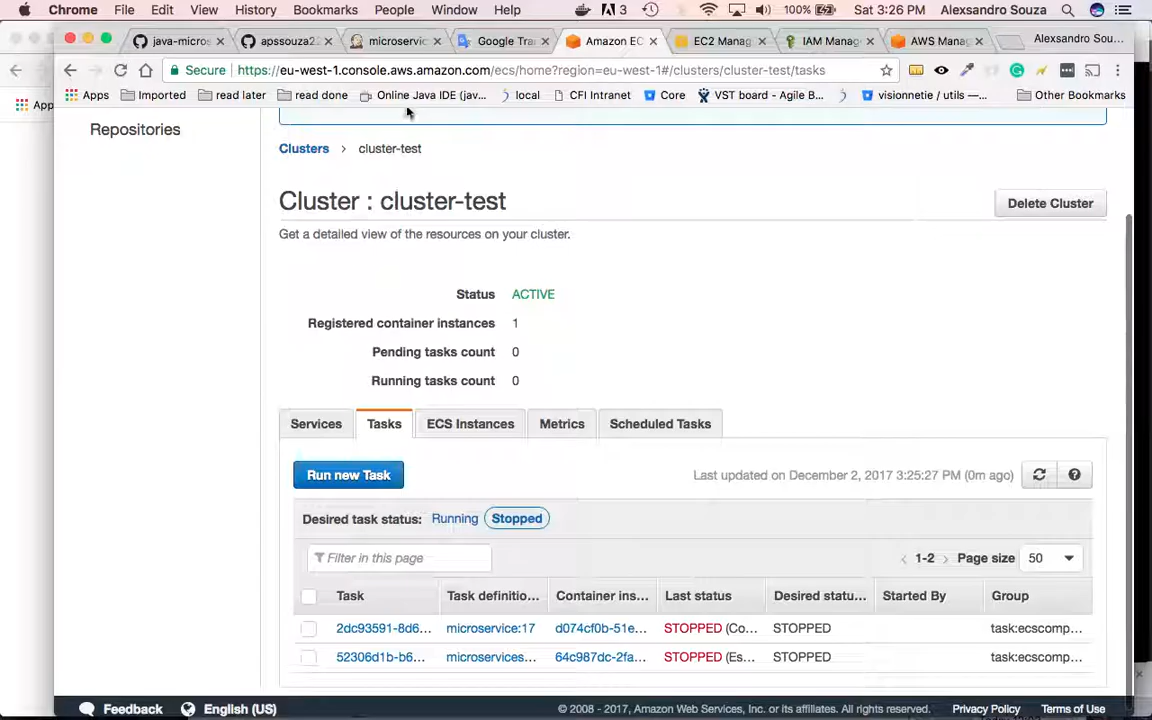 Chrome File Edit View History Bookmarks People Window Help 3 100% Sat 3:26 PM Alexsandro Souza
java-micros apssouza2 microservic Google Tra Amazon EC EC2 Manag IAM Manag AWS Manag Alexsandro Sou...
Secure https://eu-west-1.console.aws.amazon.com/ecs/home?region=eu-west-1#/clusters/cluster-test/tasks
Apps Imported read later read done Online Java IDE (jav... local CFI Intranet Core VST board - Agile B... visionnetie / utils —... Other Bookmarks
App
Repositories
Clusters > cluster-test
Cluster : cluster-test
Delete Cluster
Get a detailed view of the resources on your cluster.
Status ACTIVE
Registered container instances 1
Pending tasks count 0
Running tasks count 0
Services Tasks ECS Instances Metrics Scheduled Tasks
Run new Task Last updated on December 2, 2017 3:25:27 PM (0m ago)
Desired task status: Running Stopped
Filter in this page 1-2 Page size 50
Task Task definitio... Container ins... Last status Desired statu... Started By Group
2dc93591-8d6... microservice:17 d074cf0b-51e... STOPPED (Co... STOPPED task:ecscomp...
52306d1b-b6... microservices... 64c987dc-2fa... STOPPED (Es... STOPPED task:ecscomp...
Feedback English (US) © 2008 - 2017, Amazon Web Services, Inc. or its affiliates. All rights reserved. Privacy Policy Terms of Use